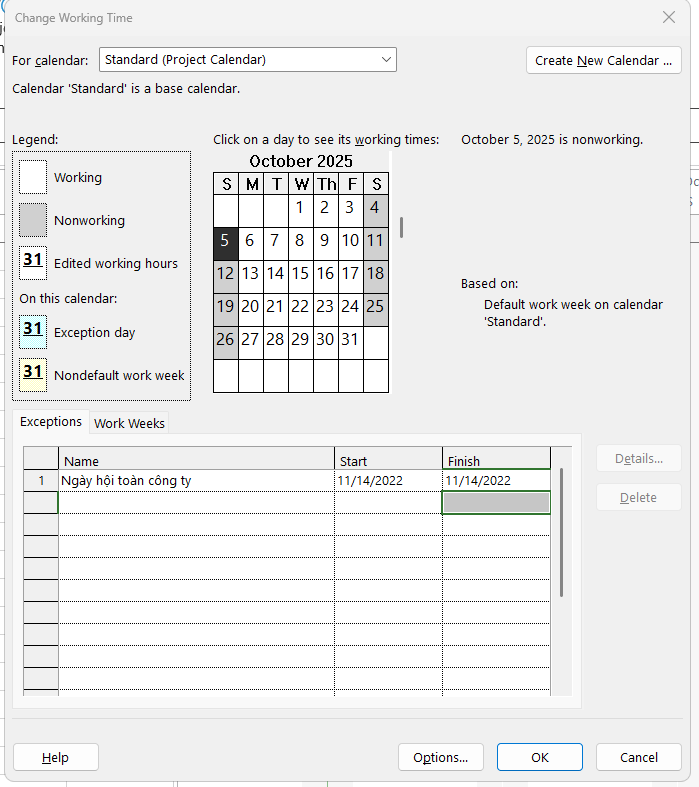 Change Working Time
For calendar: Standard (Project Calendar) Create New Calendar ...
Calendar 'Standard' is a base calendar.
Legend: Click on a day to see its working times: October 5, 2025 is nonworking.
October 2025
Working
S M T W Th F S
1 2 3 4
Nonworking
5 6 7 8 9 10 11
31 Edited working hours
12 13 14 15 16 17 18
Based on:
On this calendar:
19 20 21 22 23 24 25
Default work week on calendar
'Standard'.
31 Exception day
26 27 28 29 30 31
31 Nondefault work week
Exceptions Work Weeks
Name Start Finish
1 Ngày hội toàn công ty 11/14/2022 11/14/2022
Details...
Delete
Help Options... OK Cancel